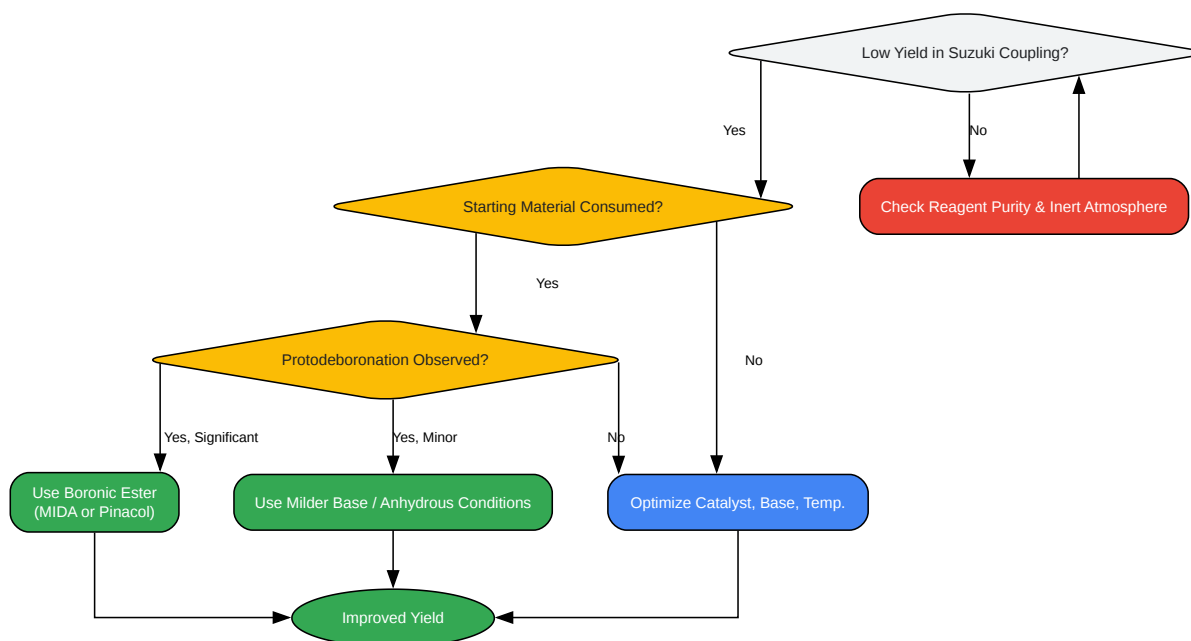 Low Yield in Suzuki Coupling?
Yes
No
Starting Material Consumed?
Check Reagent Purity & Inert Atmosphere
Yes
No
Protodeboronation Observed?
Yes, Significant
Yes, Minor
No
Use Boronic Ester
(MIDA or Pinacol)
Use Milder Base / Anhydrous Conditions
Optimize Catalyst, Base, Temp.
Improved Yield